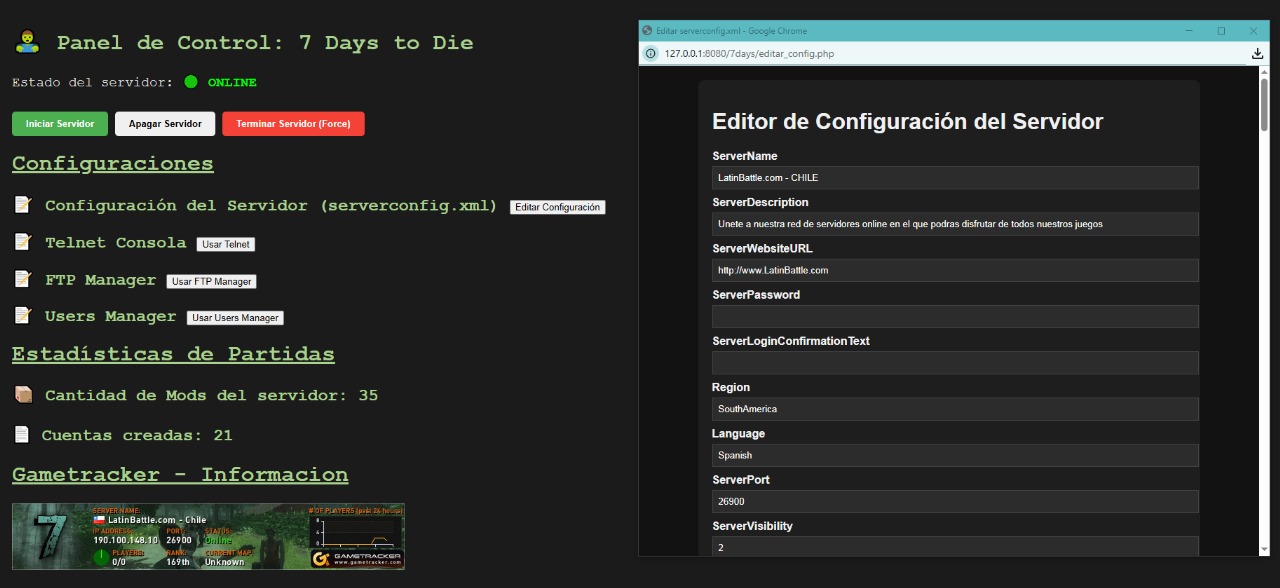 Panel de Control: 7 Days to Die
Estado del servidor: ONLINE
Iniciar Servidor
Apagar Servidor
Terminar Servidor (Force)
Configuraciones
Configuración del Servidor (serverconfig.xml) Editar Configuración
Telnet Consola Usar Telnet
FTP Manager Usar FTP Manager
Users Manager Usar Users Manager
Estadísticas de Partidas
Cantidad de Mods del servidor: 35
Cuentas creadas: 21
Gametracker - Informacion
7
SERVER NAME:
LatinBattle.com - Chile
IP ADDRESS: PORT: STATUS:
190.100.148.10 26900 Online
PLAYERS: RANK: CURRENT MAP:
0/0 169th Unknown
# OF PLAYERS (past 24 hours)
GAMETRACKER
www.gametracker.com
Editar serverconfig.xml - Google Chrome
127.0.0.1:8080/7days/editar_config.php
Editor de Configuración del Servidor
ServerName
LatinBattle.com - CHILE
ServerDescription
Unete a nuestra red de servidores online en el que podras disfrutar de todos nuestros juegos
ServerWebsiteURL
http://www.LatinBattle.com
ServerPassword
ServerLoginConfirmationText
Region
SouthAmerica
Language
Spanish
ServerPort
26900
ServerVisibility
2